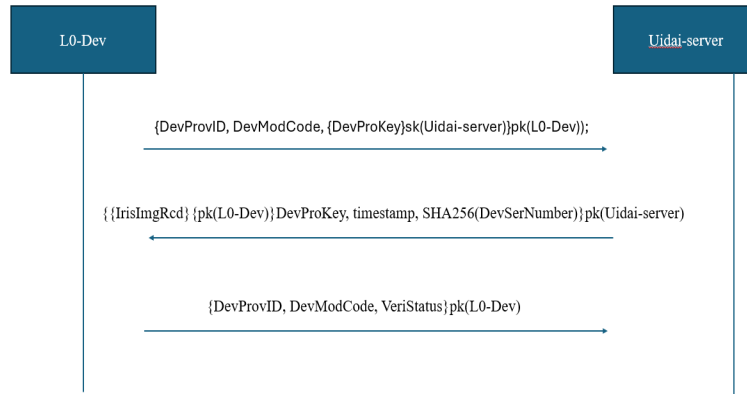 L0-Dev
Uidai-server
{DevProvID, DevModCode, {DevProKey}sk(Uidai-server)}pk(L0-Dev));
{{IrisImgRcd}{pk(L0-Dev)}DevProKey, timestamp, SHA256(DevSerNumber)}pk(Uidai-server)
{DevProvID, DevModCode, VeriStatus}pk(L0-Dev)